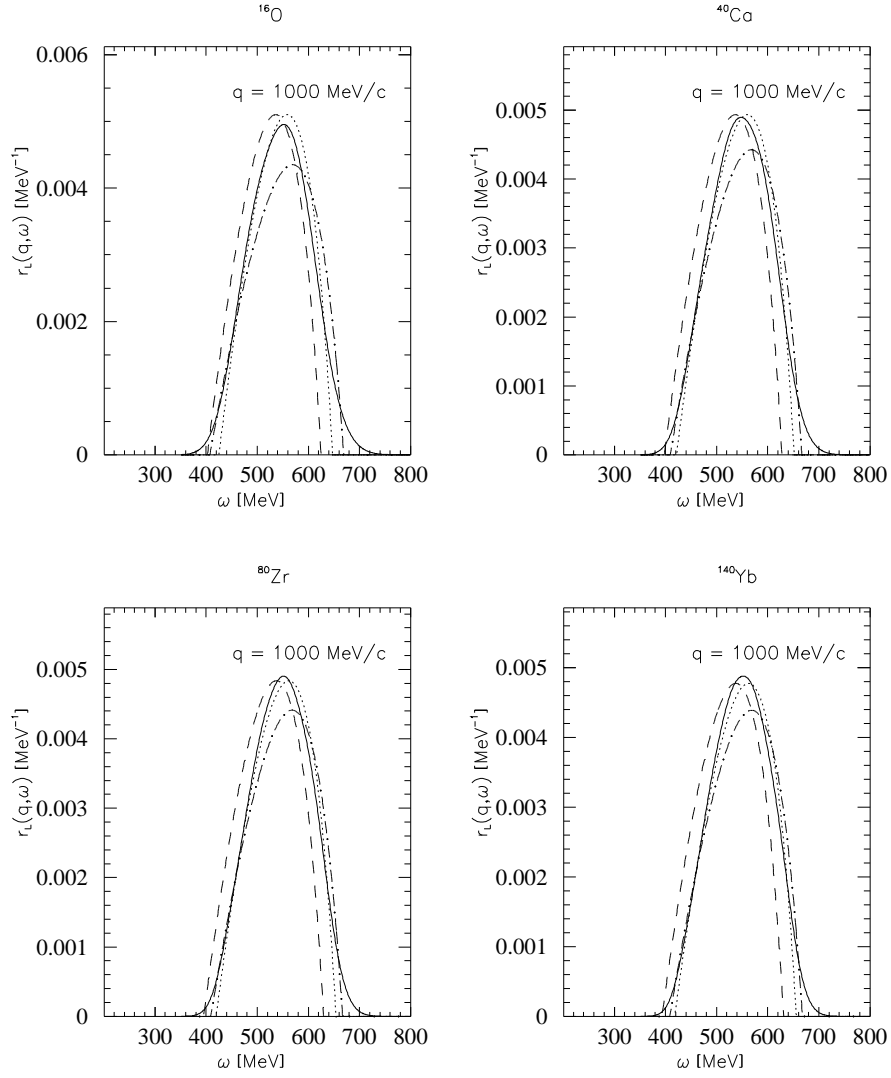 ¹⁶O
0.006
0.004
0.002
0
r_L(q,ω) [MeV⁻¹]
q = 1000 MeV/c
300 400 500 600 700 800
ω [MeV]
⁴⁰Ca
0.005
0.004
0.003
0.002
0.001
0
r_L(q,ω) [MeV⁻¹]
q = 1000 MeV/c
300 400 500 600 700 800
ω [MeV]
⁸⁰Zr
0.005
0.004
0.003
0.002
0.001
0
r_L(q,ω) [MeV⁻¹]
q = 1000 MeV/c
300 400 500 600 700 800
ω [MeV]
¹⁴⁰Yb
0.005
0.004
0.003
0.002
0.001
0
r_L(q,ω) [MeV⁻¹]
q = 1000 MeV/c
300 400 500 600 700 800
ω [MeV]